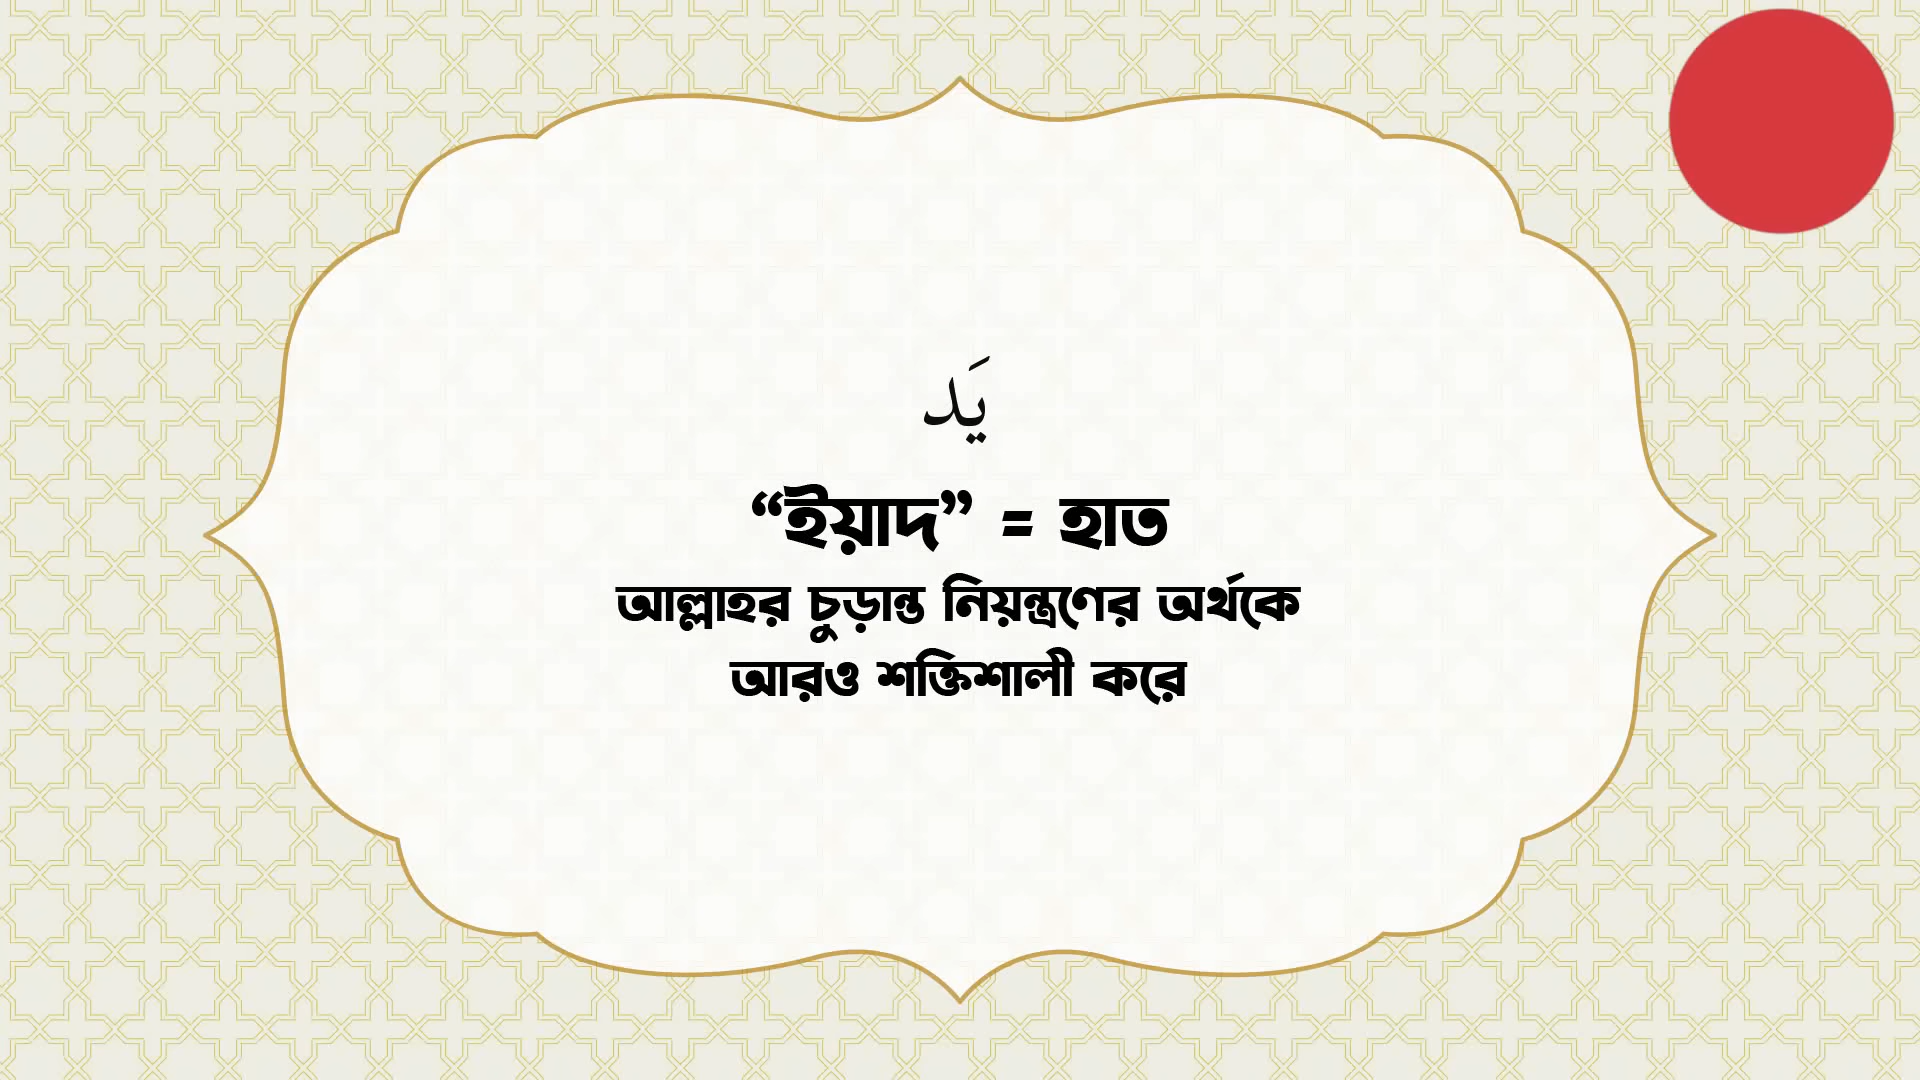 يَد
“ইয়াদ” = হাত
আল্লাহর চুড়ান্ত নিয়ন্ত্রণের অর্থকে
আরও শক্তিশালী করে